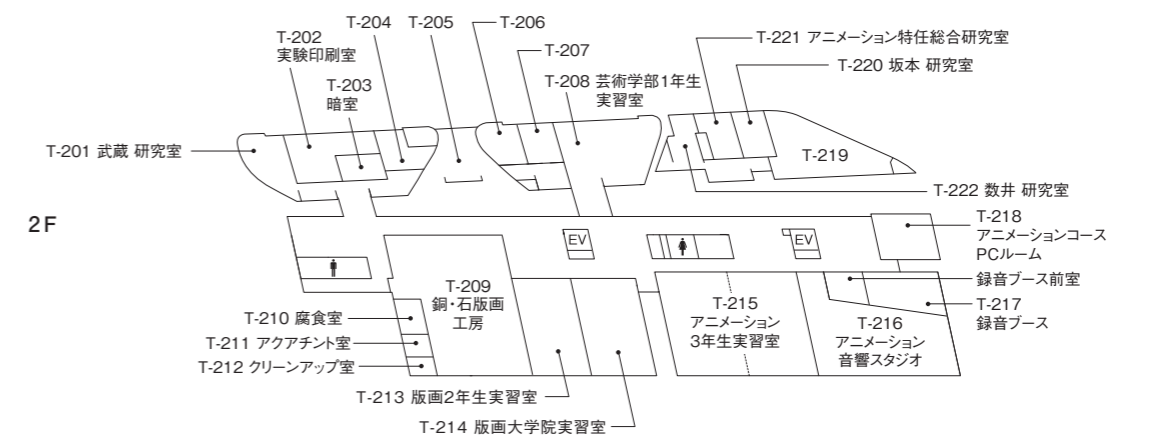 T-204
T-205
T-206
T-202
実験印刷室
T-207
T-221 アニメーション特任総合研究室
T-203
暗室
T-208 芸術学部1年生
実習室
T-220 坂本 研究室
T-201 武蔵 研究室
T-219
T-222 数井 研究室
2F
T-218
アニメーションコース
PCルーム
EV
EV
T-209
銅・石版画
工房
録音ブース前室
T-215
アニメーション
3年生実習室
T-217
録音ブース
T-210 腐食室
T-216
アニメーション
音響スタジオ
T-211 アクアチント室
T-212 クリーンアップ室
T-213 版画2年生実習室
T-214 版画大学院実習室